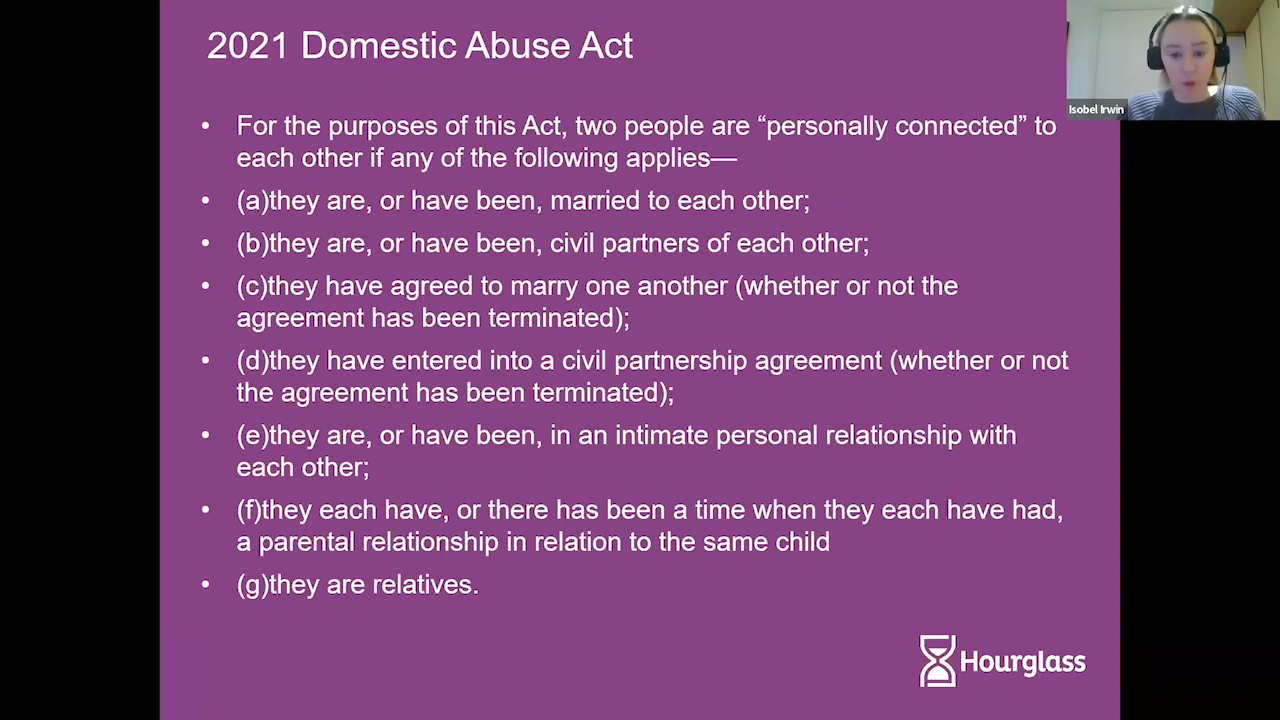 2021 Domestic Abuse Act
Isobel Irwin
• For the purposes of this Act, two people are “personally connected” to
each other if any of the following applies—
• (a)they are, or have been, married to each other;
• (b)they are, or have been, civil partners of each other;
• (c)they have agreed to marry one another (whether or not the
agreement has been terminated);
• (d)they have entered into a civil partnership agreement (whether or not
the agreement has been terminated);
• (e)they are, or have been, in an intimate personal relationship with
each other;
• (f)they each have, or there has been a time when they each have had,
a parental relationship in relation to the same child
• (g)they are relatives.
Hourglass